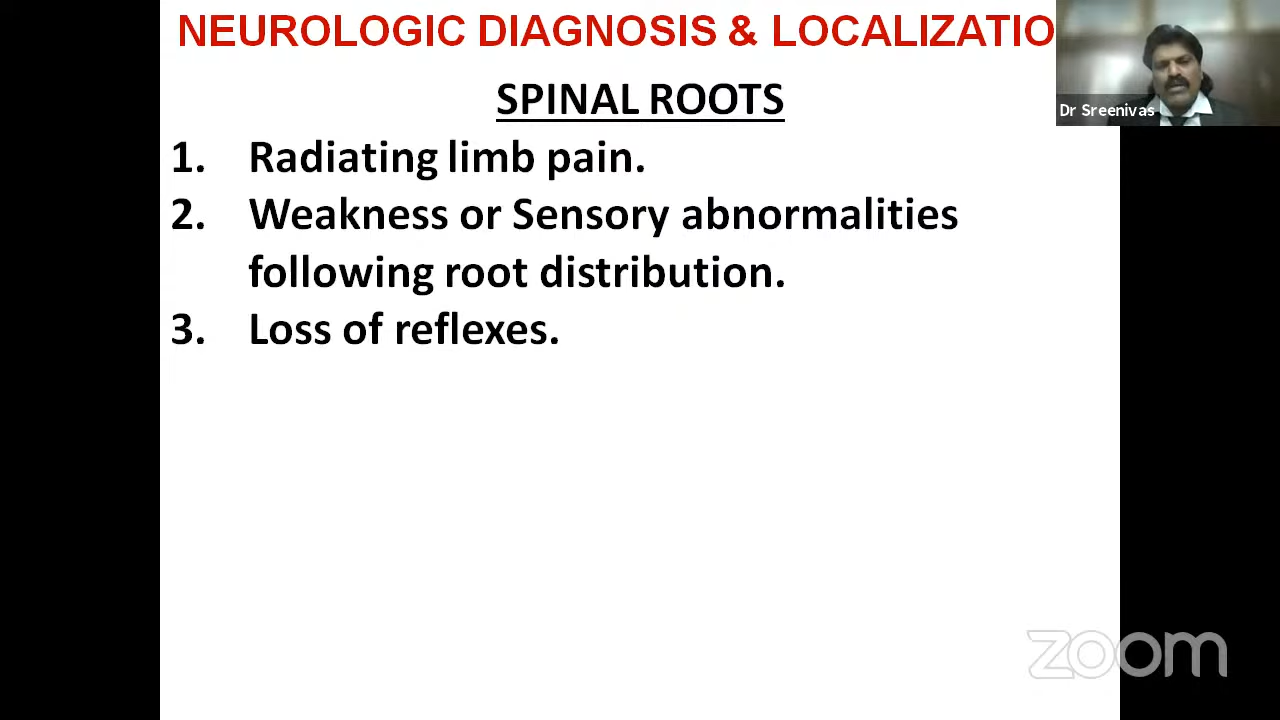 NEUROLOGIC DIAGNOSIS & LOCALIZATIO
Dr Sreenivas
SPINAL ROOTS
1. Radiating limb pain.
2. Weakness or Sensory abnormalities
following root distribution.
3. Loss of reflexes.
zoom